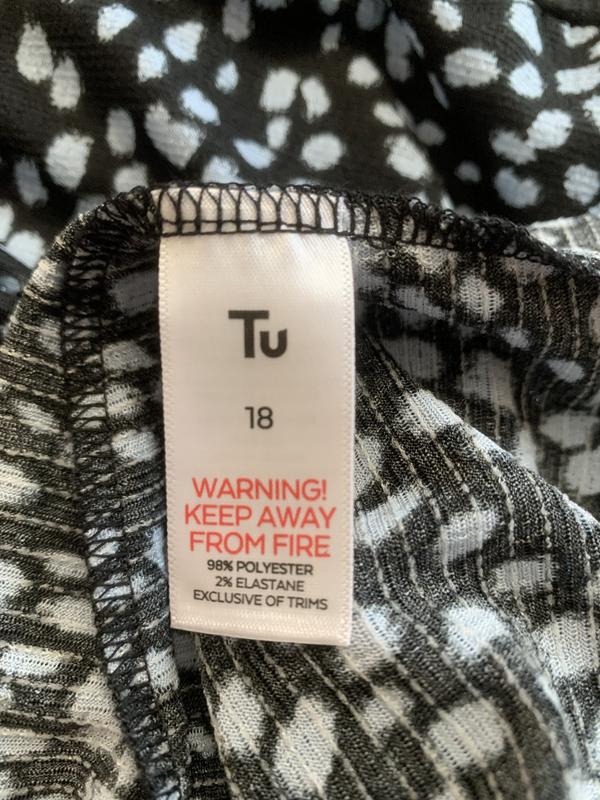 Tu
18
WARNING!
KEEP AWAY
FROM FIRE
98% POLYESTER
2% ELASTANE
EXCLUSIVE OF TRIMS